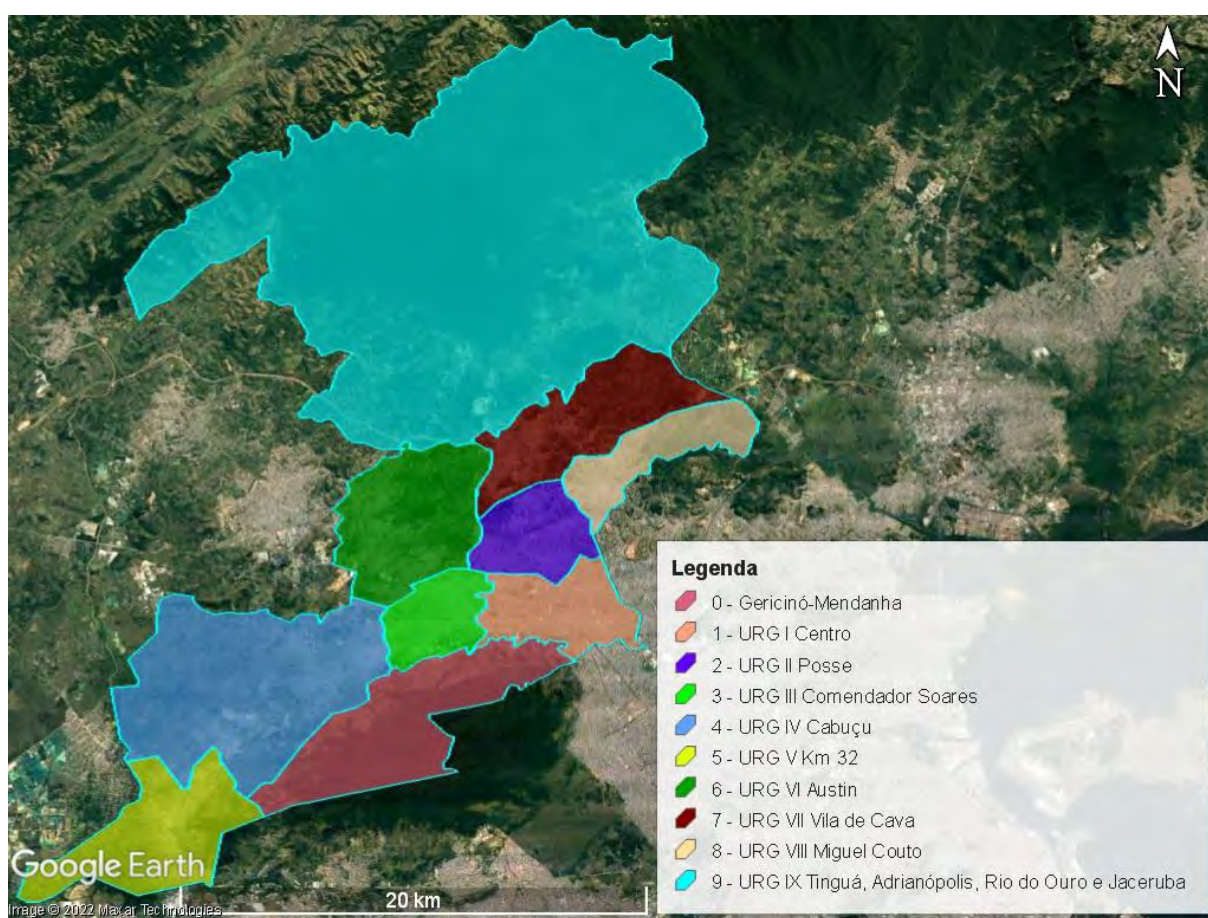 N
Legenda
0 - Gericinó-Mendanha
1 - URG I Centro
2 - URG II Posse
3 - URG III Comendador Soares
4 - URG IV Cabuçu
5 - URG V Km 32
6 - URG VI Austin
7 - URG VII Vila de Cava
8 - URG VIII Miguel Couto
9 - URG IX Tinguá, Adrianópolis, Rio do Ouro e Jaceruba
Google Earth
20 km
Image © 2022 Maxar Technologies